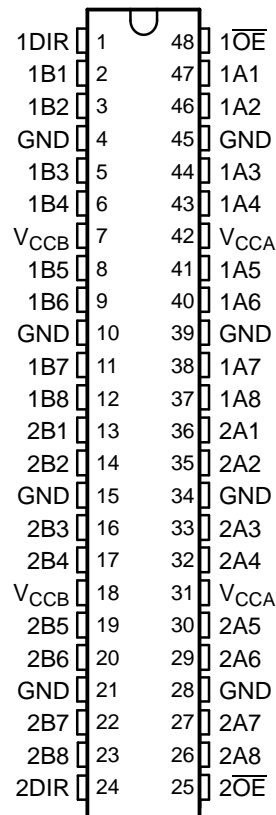 1DIR 1 48 1O̅E̅
1B1 2 47 1A1
1B2 3 46 1A2
GND 4 45 GND
1B3 5 44 1A3
1B4 6 43 1A4
VCCB 7 42 VCCA
1B5 8 41 1A5
1B6 9 40 1A6
GND 10 39 GND
1B7 11 38 1A7
1B8 12 37 1A8
2B1 13 36 2A1
2B2 14 35 2A2
GND 15 34 GND
2B3 16 33 2A3
2B4 17 32 2A4
VCCB 18 31 VCCA
2B5 19 30 2A5
2B6 20 29 2A6
GND 21 28 GND
2B7 22 27 2A7
2B8 23 26 2A8
2DIR 24 25 2O̅E̅